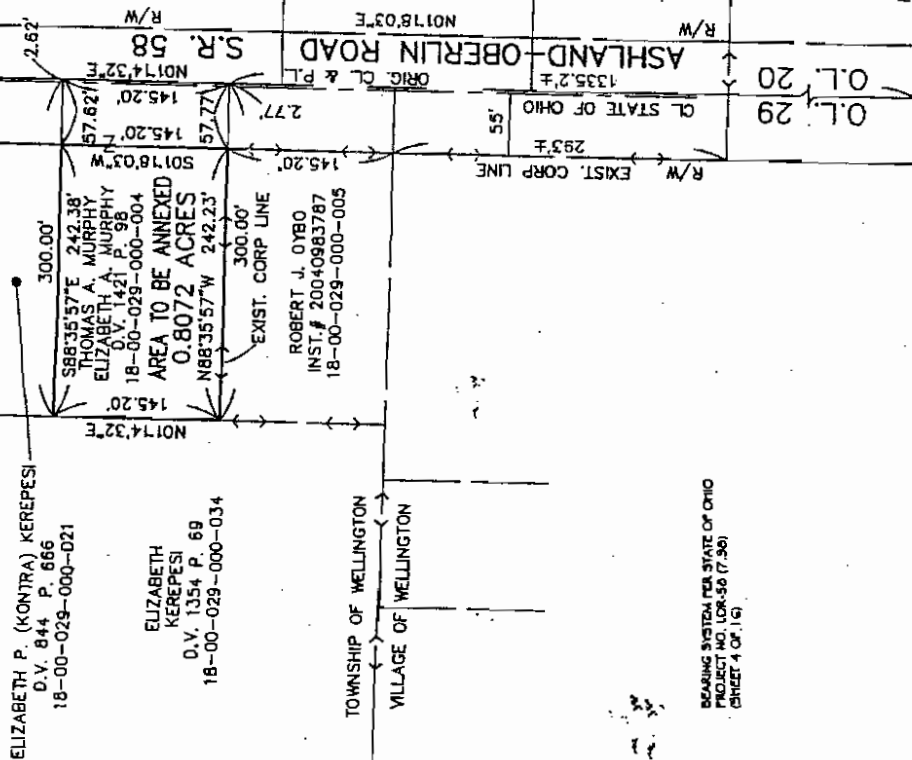 R/W
N01°18'03"E
R/W
2.62'
S.R. 58
ASHLAND-OBERLIN ROAD
O.L. 20
O.L. 29
N01°14'32"E
145.20'
ORIG. CL & P.L
1335.2'±
CL STATE OF OHIO
57.62'
57.77'
2.77'
55'
145.20'
S01°18'03"W
145.20'
293'±
EXIST. CORP LINE
R/W
300.00'
S88°35'57"E 242.38'
THOMAS A. MURPHY
ELIZABETH A. MURPHY
D.V. 1421 P. 98
18-00-029-000-004
AREA TO BE ANNEXED
0.8072 ACRES
N88°35'57"W 242.23'
300.00'
EXIST. CORP LINE
ROBERT J. OYBO
INST.# 20040983787
18-00-029-000-005
145.20'
N01°14'32"E
ELIZABETH P. (KONTRA) KEREPESI
D.V. 844 P. 666
18-00-029-000-021
ELIZABETH
KEREPESI
D.V. 1354 P. 69
18-00-029-000-034
TOWNSHIP OF WELLINGTON
VILLAGE OF WELLINGTON
BEARING SYSTEM PER STATE OF OHIO
PROJECT NO. LOR-58 (7.98)
(SHEET 4 OF 16)